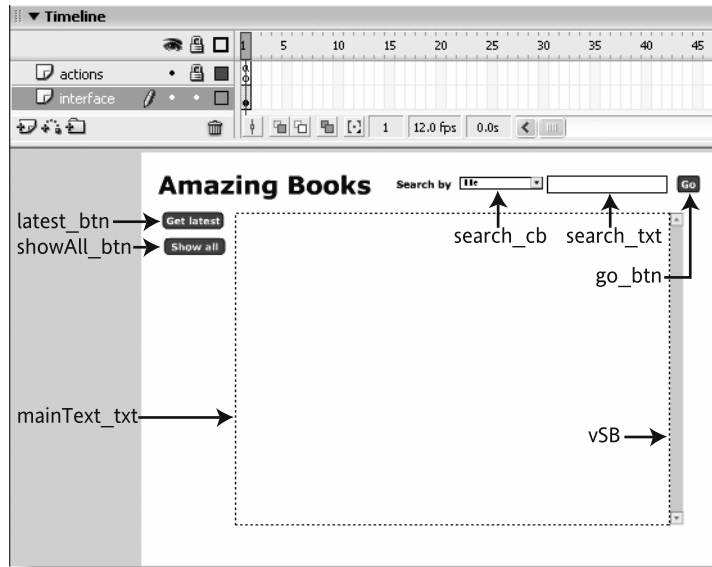 Timeline
1 5 10 15 20 25 30 35 40 45
actions
a
interface
1 12.0 fps 0.0s
Amazing Books Search by Go
latest_btn Get latest
showAll_btn Show all
search_cb search_txt
go_btn
mainText_txt
vSB